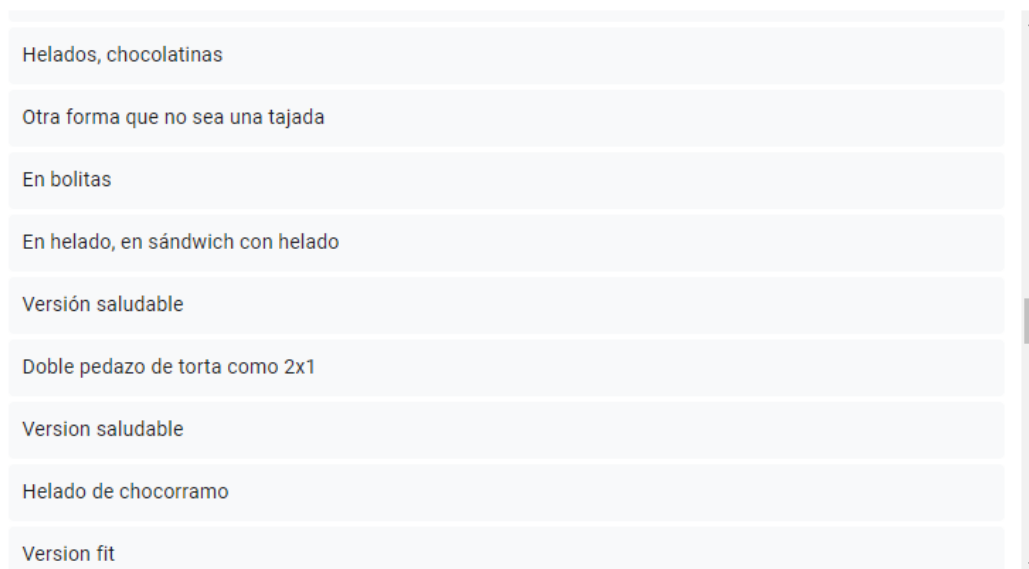 Helados, chocolatinas
Otra forma que no sea una tajada
En bolitas
En helado, en sándwich con helado
Versión saludable
Doble pedazo de torta como 2x1
Version saludable
Helado de chocorramo
Version fit